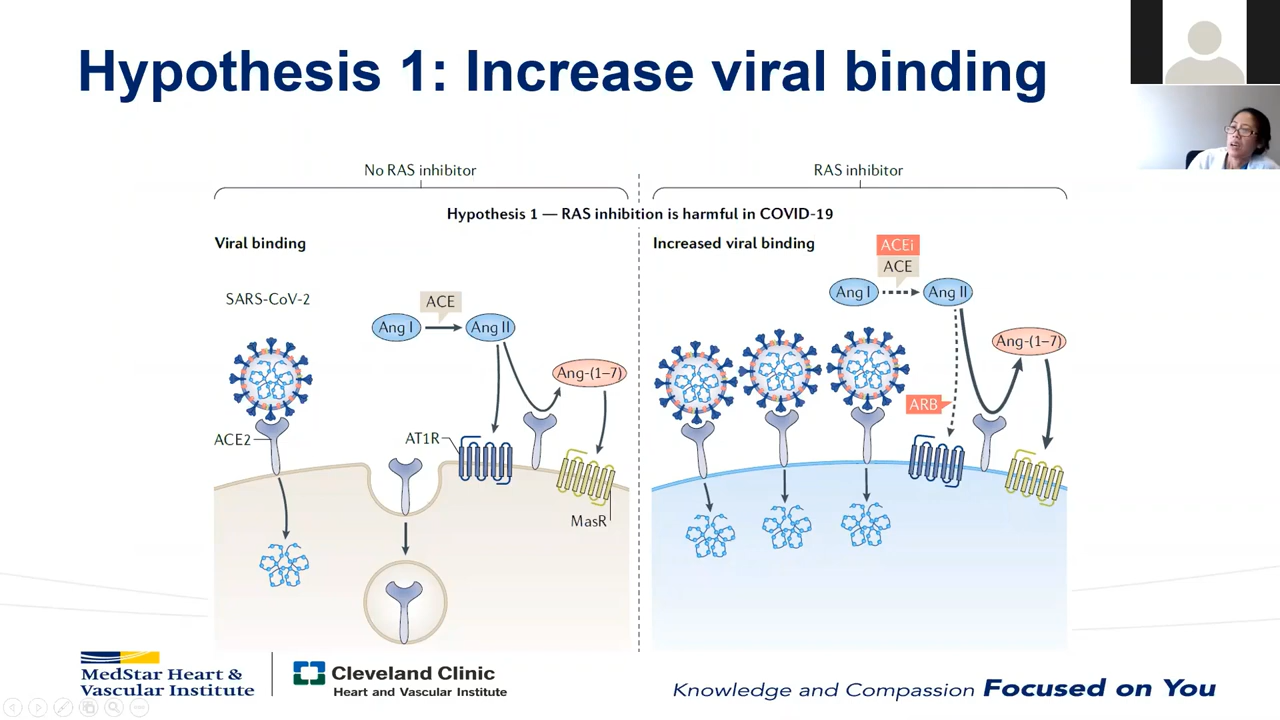 Hypothesis 1: Increase viral binding
No RAS inhibitor
RAS inhibitor
Hypothesis 1 — RAS inhibition is harmful in COVID-19
Viral binding
SARS-CoV-2
ACE
Ang I
Ang II
Ang-(1–7)
ACE2
AT1R
MasR
Increased viral binding
ACEi
ACE
Ang I
Ang II
Ang-(1–7)
ARB
MedStar Heart &
Vascular Institute
Cleveland Clinic
Heart and Vascular Institute
Knowledge and Compassion Focused on You